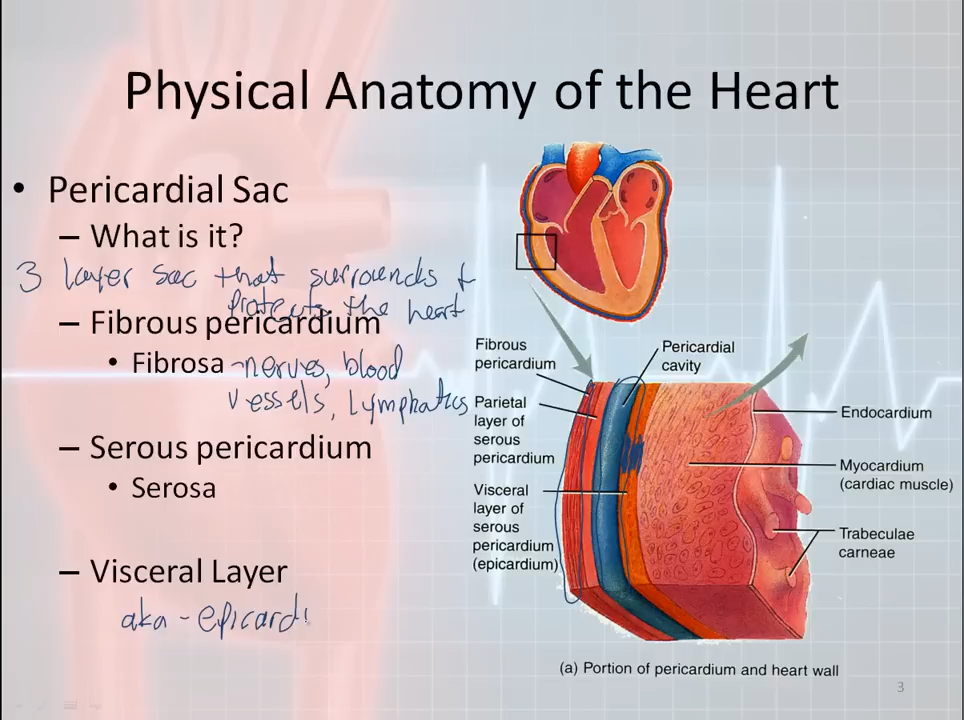 Physical Anatomy of the Heart
• Pericardial Sac
– What is it?
3 layer sac that surrounds +
protects the heart
– Fibrous pericardium
• Fibrosa - nerves, blood
vessels, lymphatics
– Serous pericardium
• Serosa
– Visceral Layer
aka - epicardi
Fibrous
pericardium
Pericardial
cavity
Parietal
layer of
serous
pericardium
Visceral
layer of
serous
pericardium
(epicardium)
Endocardium
Myocardium
(cardiac muscle)
Trabeculae
carneae
(a) Portion of pericardium and heart wall
3